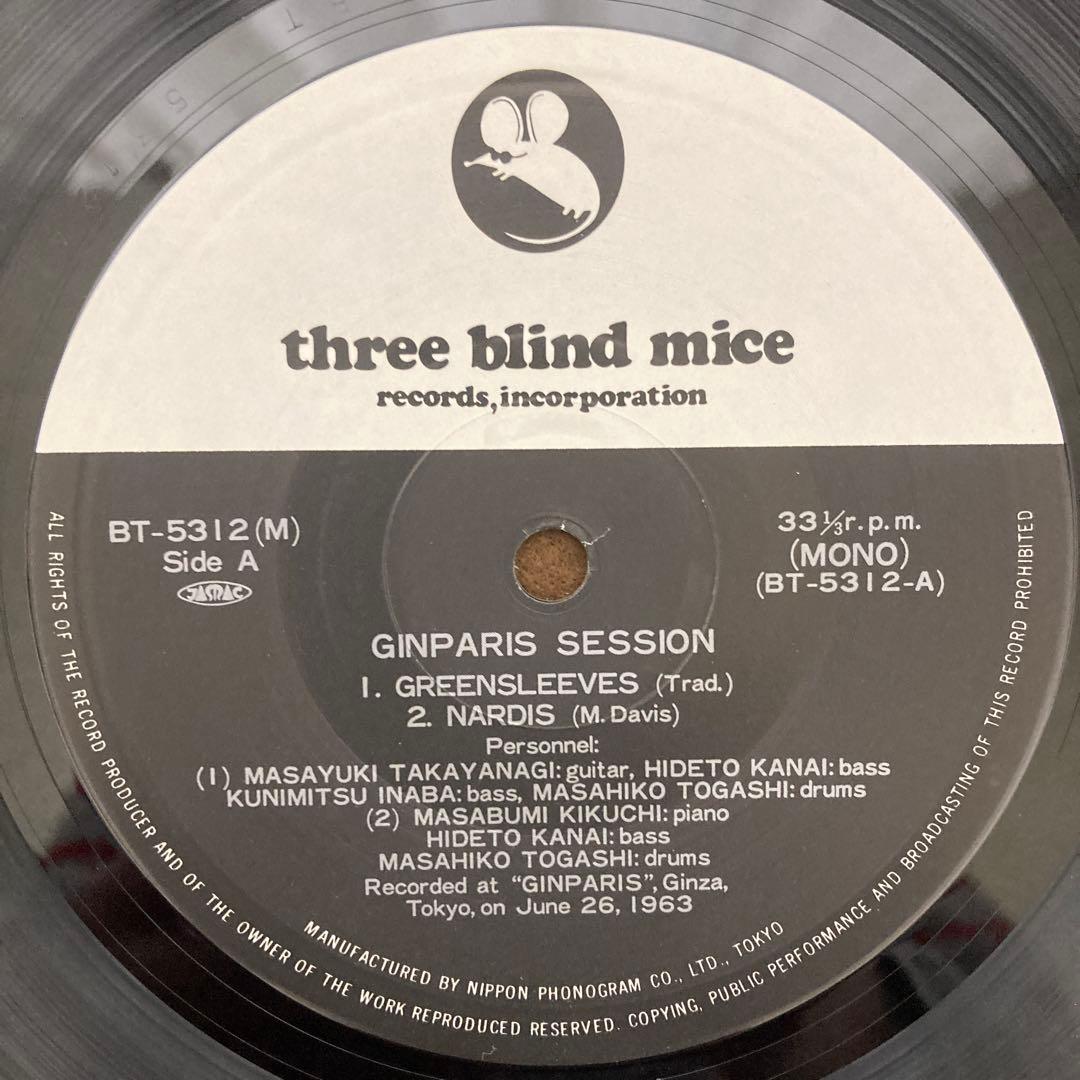 three blind mice
records, incorporation
BT-5312 (M)
Side A
JASRAC
33 1/3 r.p.m.
(MONO)
(BT-5312-A)
GINPARIS SESSION
1. GREENSLEEVES (Trad.)
2. NARDIS (M. Davis)
Personnel:
(1) MASAYUKI TAKAYANAGI: guitar, HIDETO KANAI: bass
KUNIMITSU INABA: bass, MASAHIKO TOGASHI: drums
(2) MASABUMI KIKUCHI: piano
HIDETO KANAI: bass
MASAHIKO TOGASHI: drums
Recorded at “GINPARIS”, Ginza,
Tokyo, on June 26, 1963
MANUFACTURED BY NIPPON PHONOGRAM CO., LTD., TOKYO
ALL RIGHTS OF THE RECORD PRODUCER AND OF THE OWNER OF THE WORK REPRODUCED RESERVED. COPYING, PUBLIC PERFORMANCE AND BROADCASTING OF THIS RECORD PROHIBITED